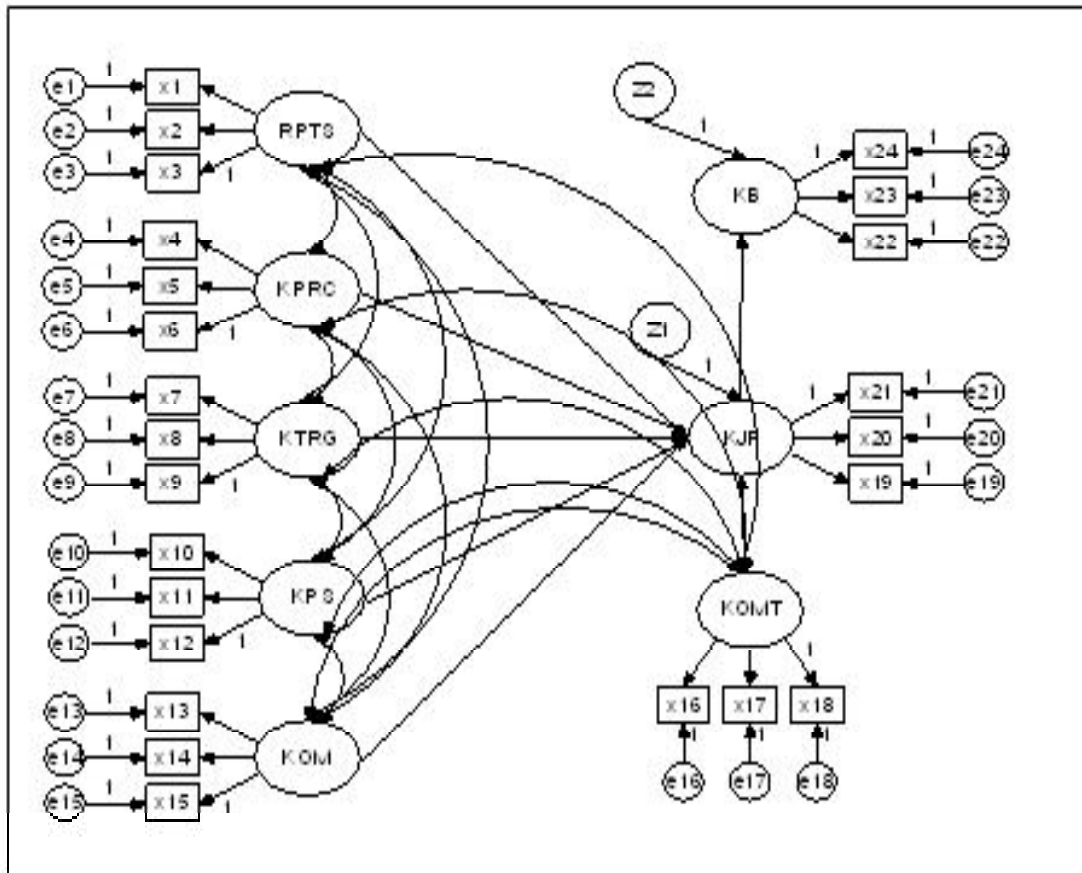 e1 1 x1
e2 1 x2
e3 1 x3 1
RPTS
e4 1 x4
e5 1 x5
e6 1 x6 1
KPRC
e7 1 x7
e8 1 x8
e9 1 x9 1
KTRG
e10 1 x10
e11 1 x11
e12 1 x12 1
KPS
e13 1 x13
e14 1 x14
e15 1 x15 1
KOM
Z2 1
KB
1 x24 1 e24
x23 1 e23
x22 1 e22
Z1 1
1 x21 1 e21
x20 1 e20
x19 1 e19
KOMT
1
x16 x17 x18
1 1 1
e16 e17 e18